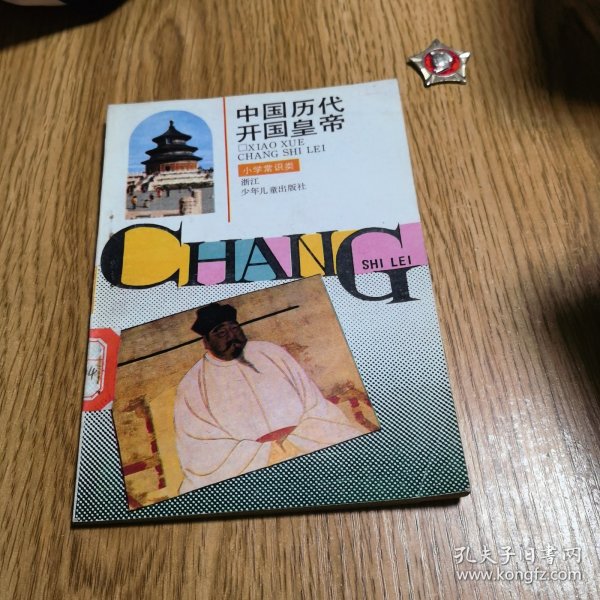 中国历代
开国皇帝
□XIAO XUE
CHANG SHI LEI
小学常识类
浙江
少年儿童出版社
CHANG
SHI LEI
4
孔夫子旧书网
www.kongfz.com